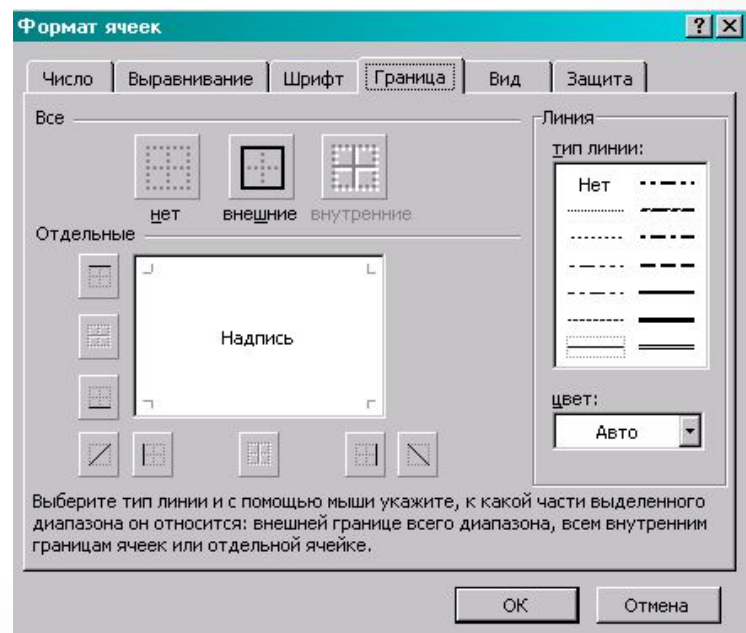 Формат ячеек
Число Выравнивание Шрифт Граница Вид Защита
Все
нет внешние внутренние
Отдельные
Надпись
Линия
тип линии:
Нет
цвет:
Авто
Выберите тип линии и с помощью мыши укажите, к какой части выделенного
диапазона он относится: внешней границе всего диапазона, всем внутренним
границам ячеек или отдельной ячейке.
ОК Отмена